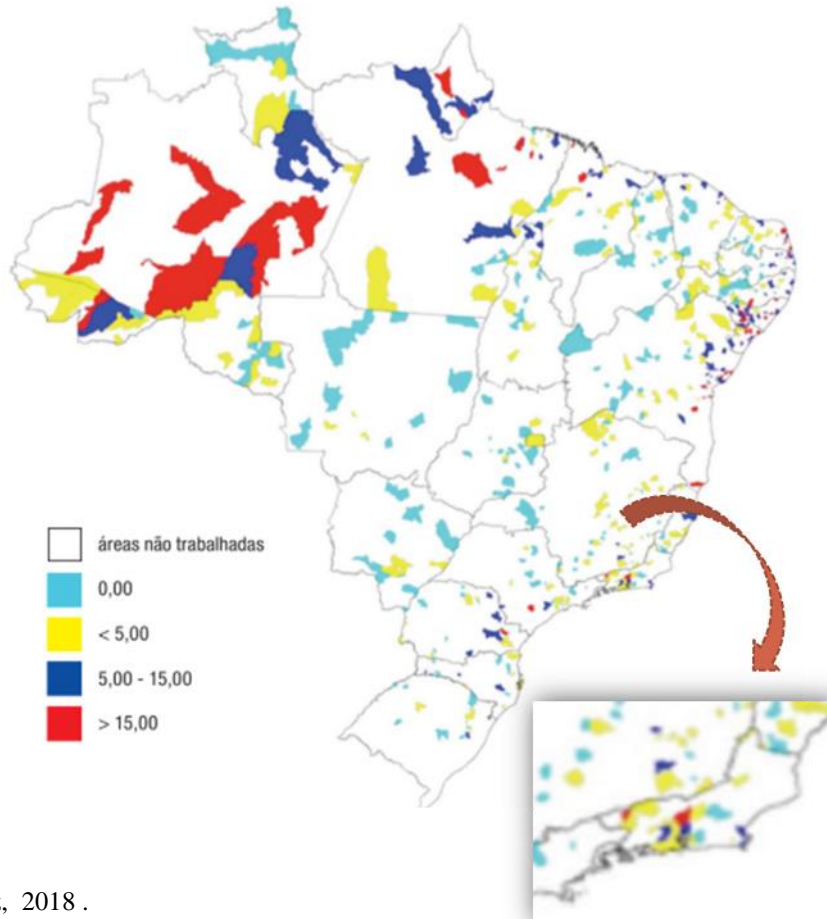 áreas não trabalhadas
0,00
< 5,00
5,00 - 15,00
> 15,00
, 2018 .